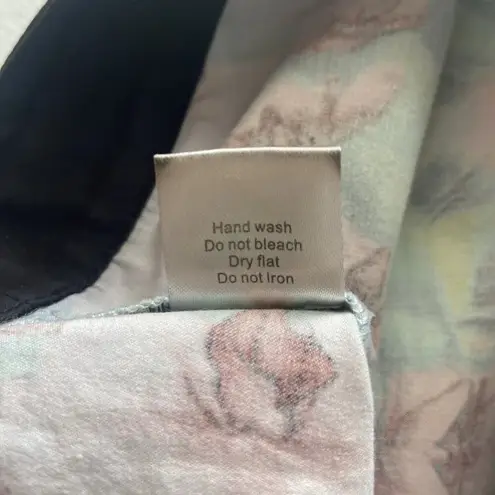 Hand wash
Do not bleach
Dry flat
Do not Iron